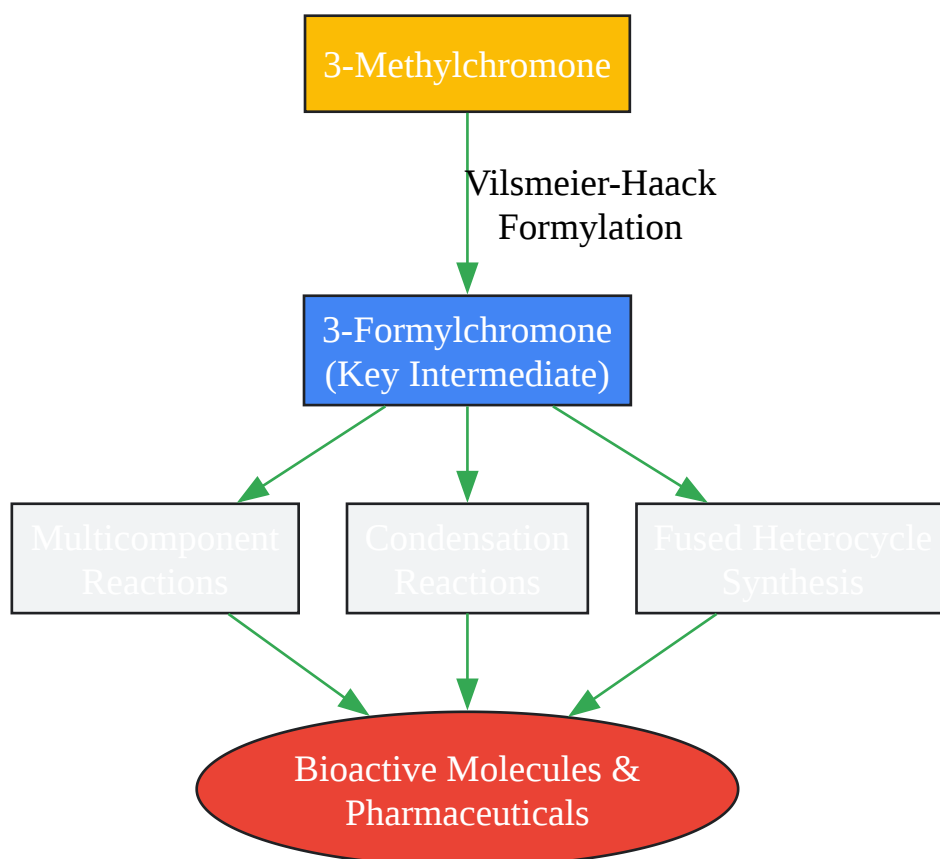 3-Methylchromone
Vilsmeier-Haack
Formylation
3-Formylchromone
(Key Intermediate)
Multicomponent
Reactions
Condensation
Reactions
Fused Heterocycle
Synthesis
Bioactive Molecules &
Pharmaceuticals